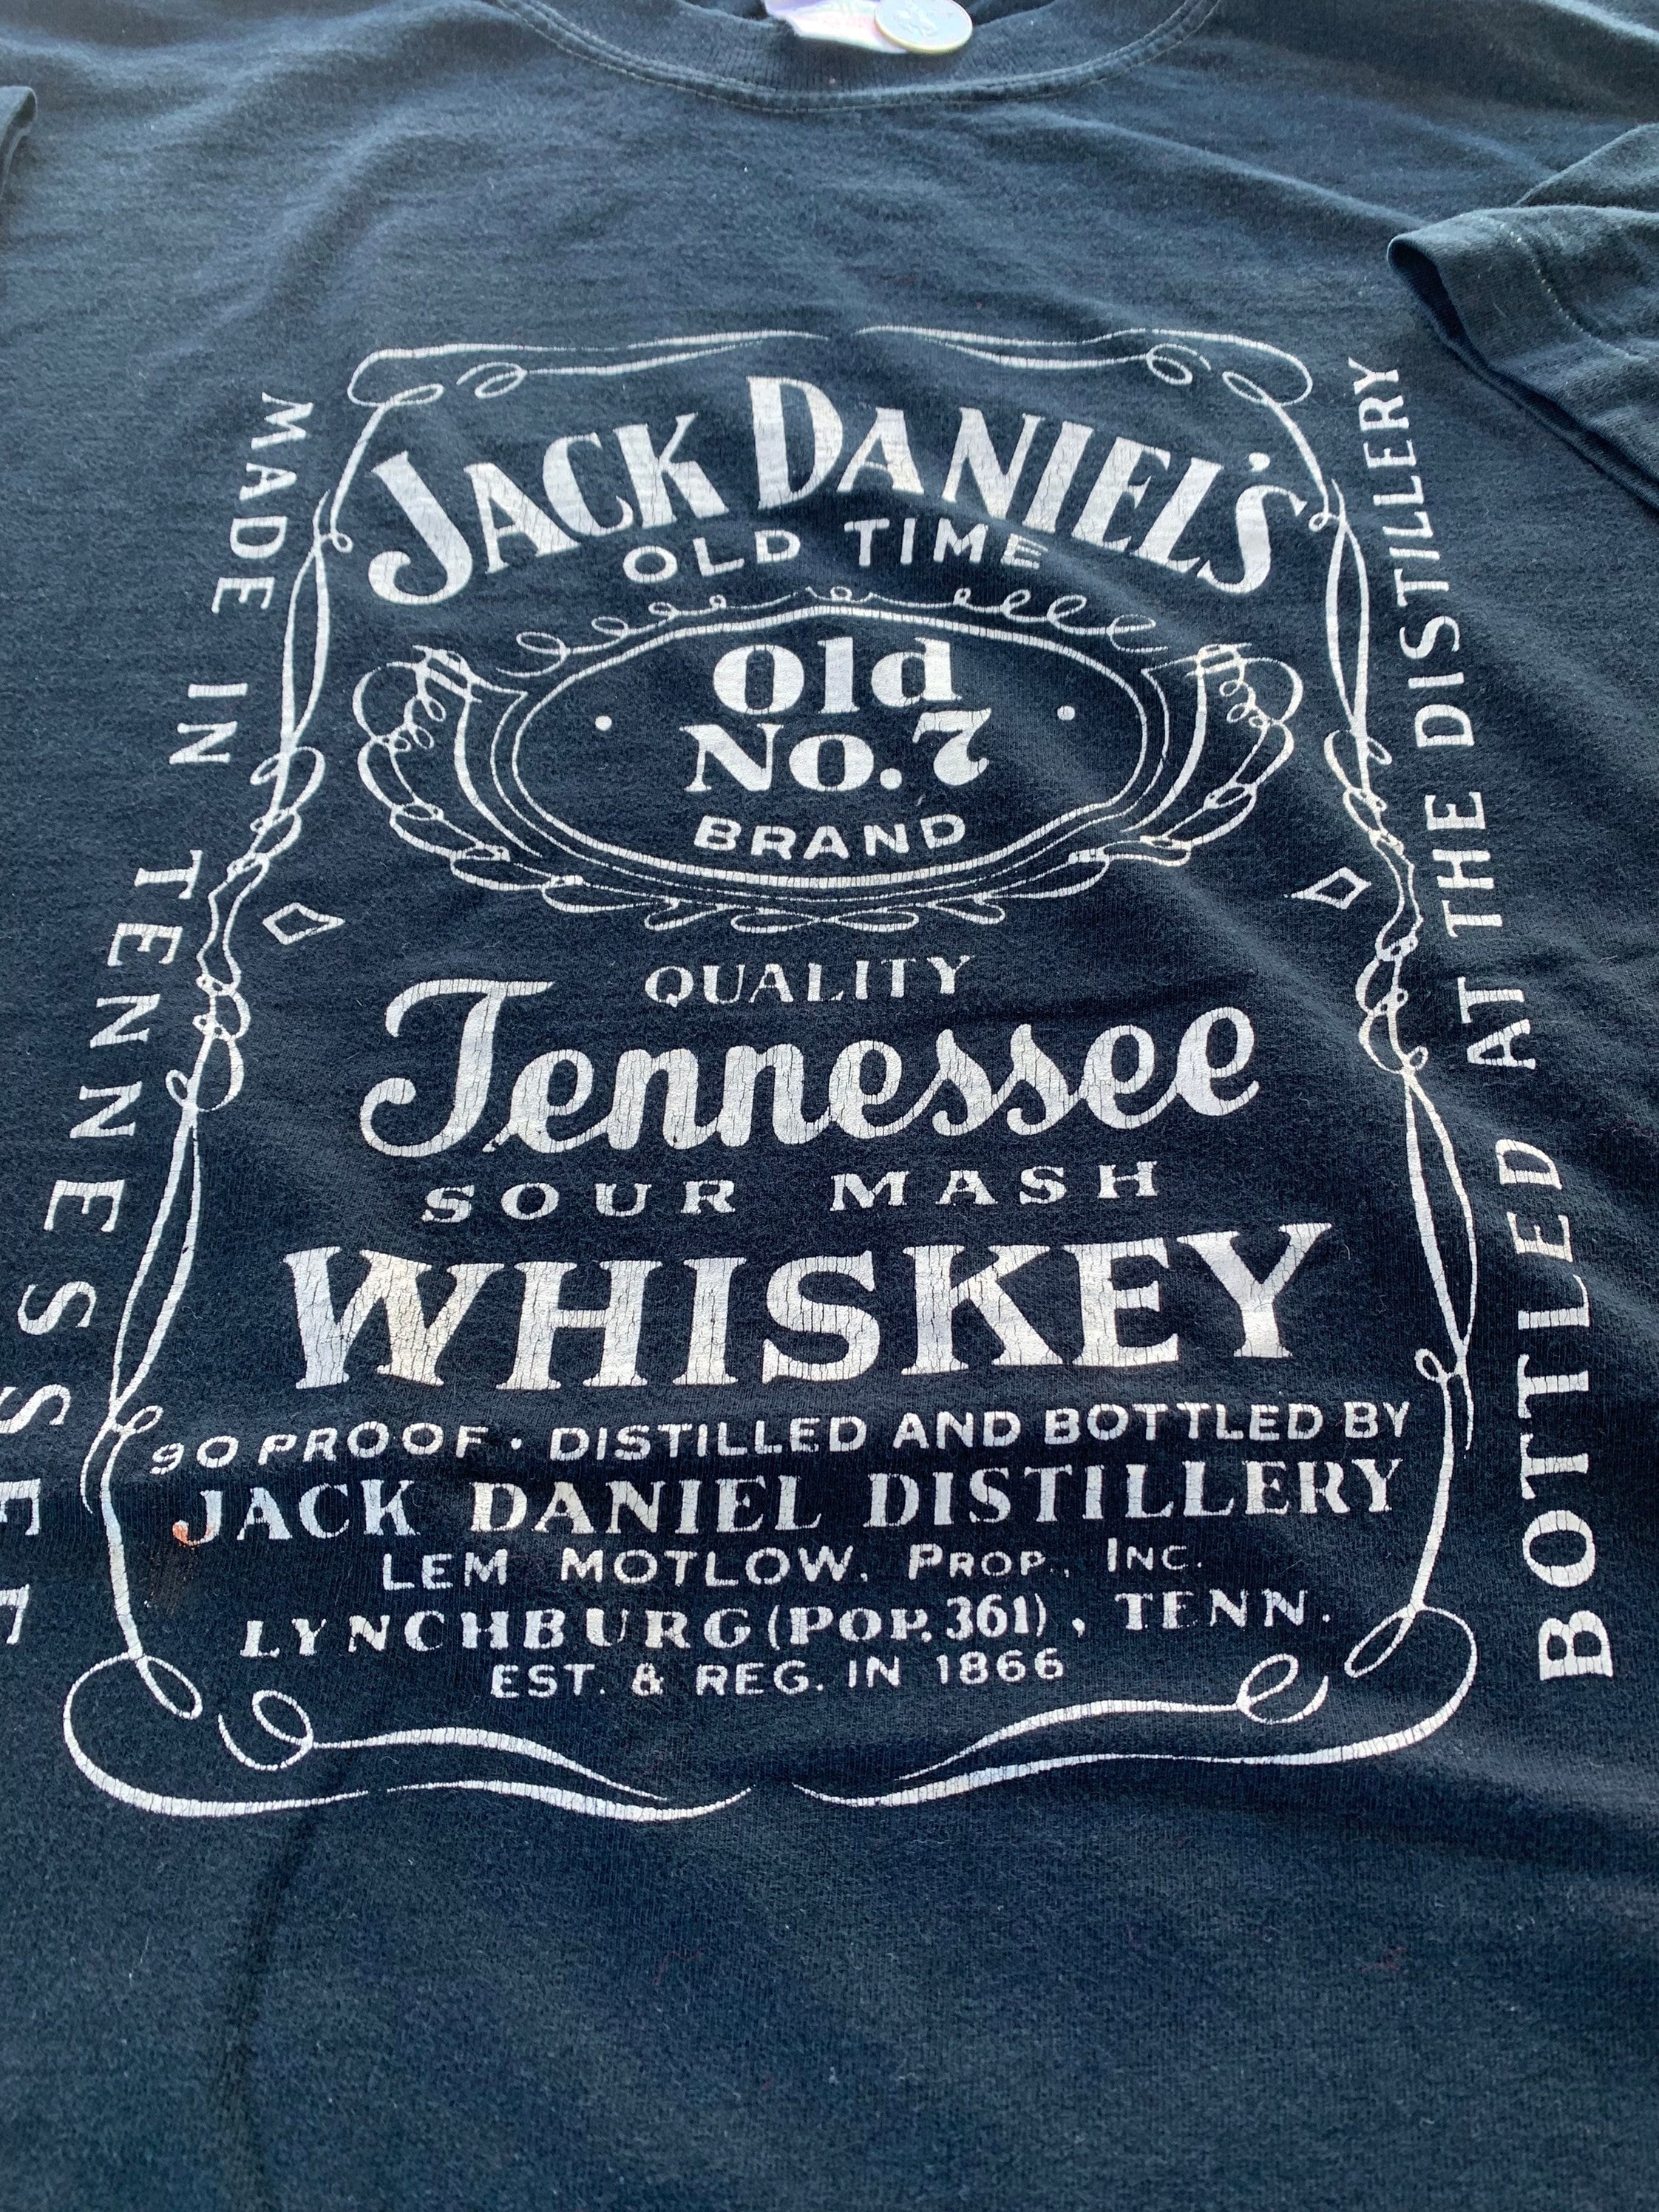 JACK DANIEL'S
OLD TIME
Old
No. 7
BRAND
QUALITY
Tennessee
SOUR MASH
WHISKEY
90 PROOF · DISTILLED AND BOTTLED BY
JACK DANIEL DISTILLERY
LEM MOTLOW, PROP., INC.
LYNCHBURG (POP. 361), TENN.
EST. & REG. IN 1866
MADE IN TENNESSEE
BOTTLED AT THE DISTILLERY